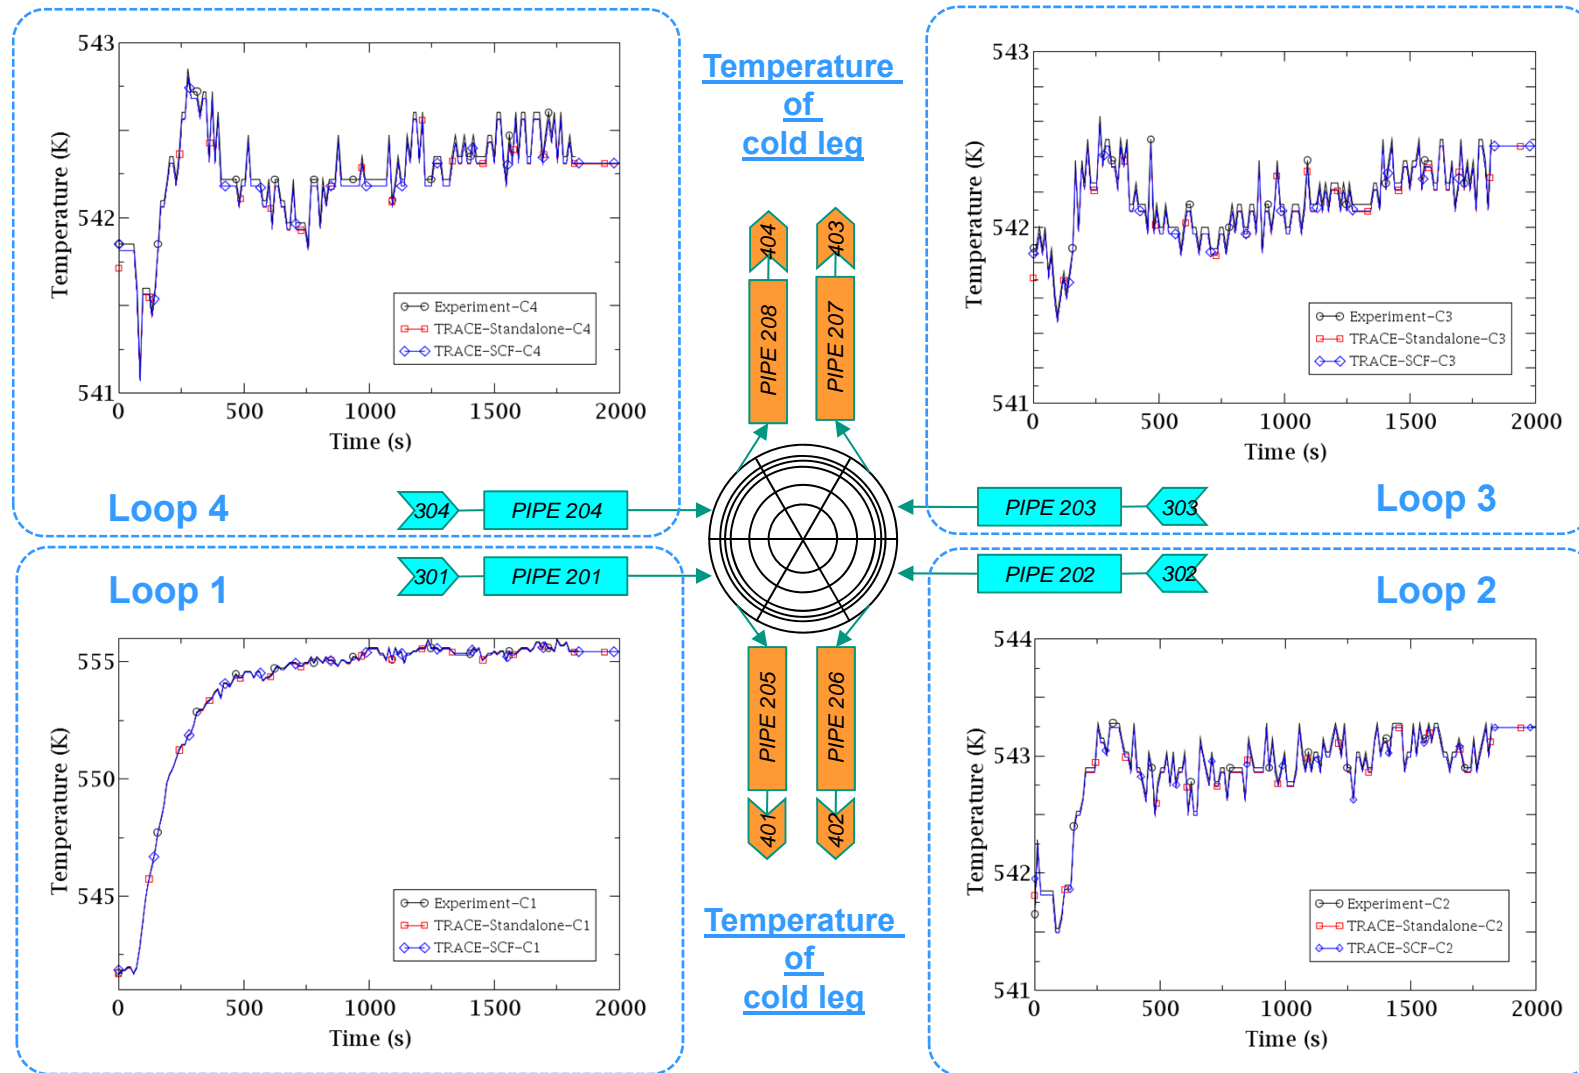 543
542
541
Temperature (K)
0
500
1000
1500
2000
Time (s)
Experiment-C4
TRACE-Standalone-C4
TRACE-SCF-C4
Loop 4
Temperature
of
cold leg
543
542
541
Temperature (K)
0
500
1000
1500
2000
Time (s)
Experiment-C3
TRACE-Standalone-C3
TRACE-SCF-C3
Loop 3
404
403
PIPE 208
PIPE 207
304
PIPE 204
PIPE 203
303
301
PIPE 201
PIPE 202
302
PIPE 205
PIPE 206
401
402
Loop 1
555
550
545
Temperature (K)
0
500
1000
1500
2000
Time (s)
Experiment-C1
TRACE-Standalone-C1
TRACE-SCF-C1
Temperature
of
cold leg
Loop 2
544
543
542
541
Temperature (K)
0
500
1000
1500
2000
Time (s)
Experiment-C2
TRACE-Standalone-C2
TRACE-SCF-C2